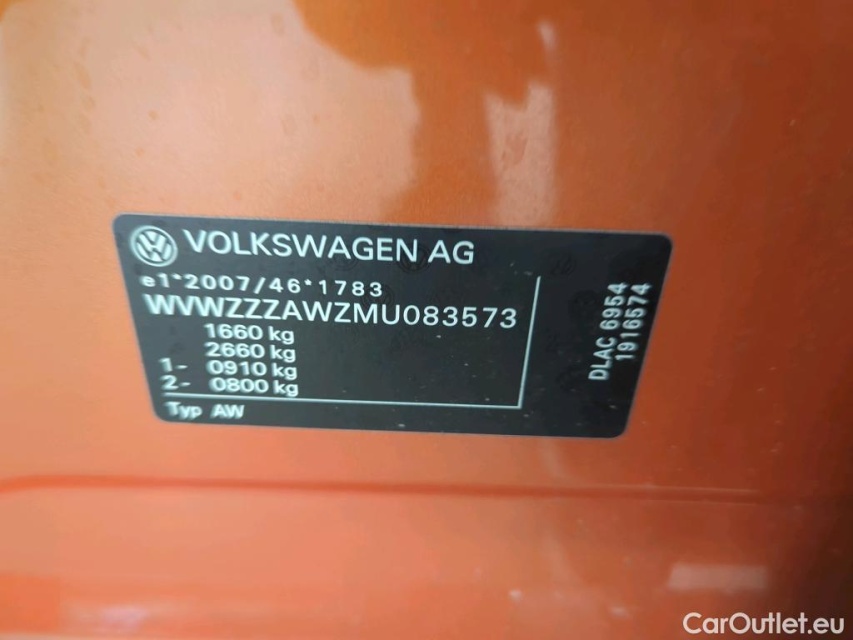 VOLKSWAGEN AG
e1*2007/46*1783
WVWZZZAWZMU083573
1660 kg
2660 kg
1- 0910 kg
2- 0800 kg
Typ AW
DLAC 6954
1916574
CarOutlet.eu